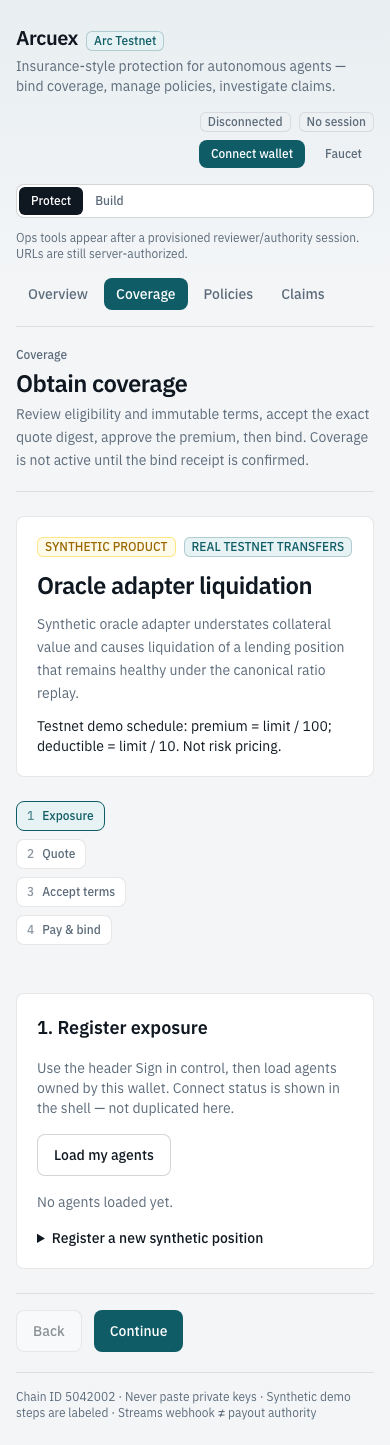 Arcuex Arc Testnet
Insurance-style protection for autonomous agents —
bind coverage, manage policies, investigate claims.
Disconnected No session
Connect wallet Faucet
Protect Build
Ops tools appear after a provisioned reviewer/authority session.
URLs are still server-authorized.
Overview Coverage Policies Claims
Coverage
Obtain coverage
Review eligibility and immutable terms, accept the exact
quote digest, approve the premium, then bind. Coverage
is not active until the bind receipt is confirmed.
SYNTHETIC PRODUCT REAL TESTNET TRANSFERS
Oracle adapter liquidation
Synthetic oracle adapter understates collateral
value and causes liquidation of a lending position
that remains healthy under the canonical ratio
replay.
Testnet demo schedule: premium = limit / 100;
deductible = limit / 10. Not risk pricing.
1 Exposure
2 Quote
3 Accept terms
4 Pay & bind
1. Register exposure
Use the header Sign in control, then load agents
owned by this wallet. Connect status is shown in
the shell — not duplicated here.
Load my agents
No agents loaded yet.
▶ Register a new synthetic position
Back Continue
Chain ID 5042002 · Never paste private keys · Synthetic demo
steps are labeled · Streams webhook ≠ payout authority